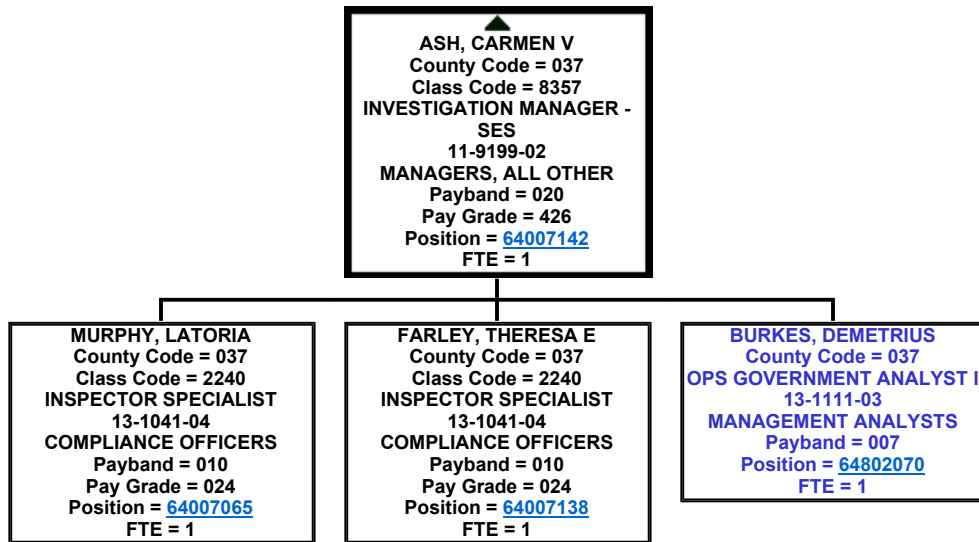 ASH, CARMEN V
County Code = 037
Class Code = 8357
INVESTIGATION MANAGER -
SES
11-9199-02
MANAGERS, ALL OTHER
Payband = 020
Pay Grade = 426
Position = 64007142
FTE = 1
MURPHY, LATORIA
County Code = 037
Class Code = 2240
INSPECTOR SPECIALIST
13-1041-04
COMPLIANCE OFFICERS
Payband = 010
Pay Grade = 024
Position = 64007065
FTE = 1
FARLEY, THERESA E
County Code = 037
Class Code = 2240
INSPECTOR SPECIALIST
13-1041-04
COMPLIANCE OFFICERS
Payband = 010
Pay Grade = 024
Position = 64007138
FTE = 1
BURKES, DEMETRIUS
County Code = 037
OPS GOVERNMENT ANALYST I
13-1111-03
MANAGEMENT ANALYSTS
Payband = 007
Position = 64802070
FTE = 1